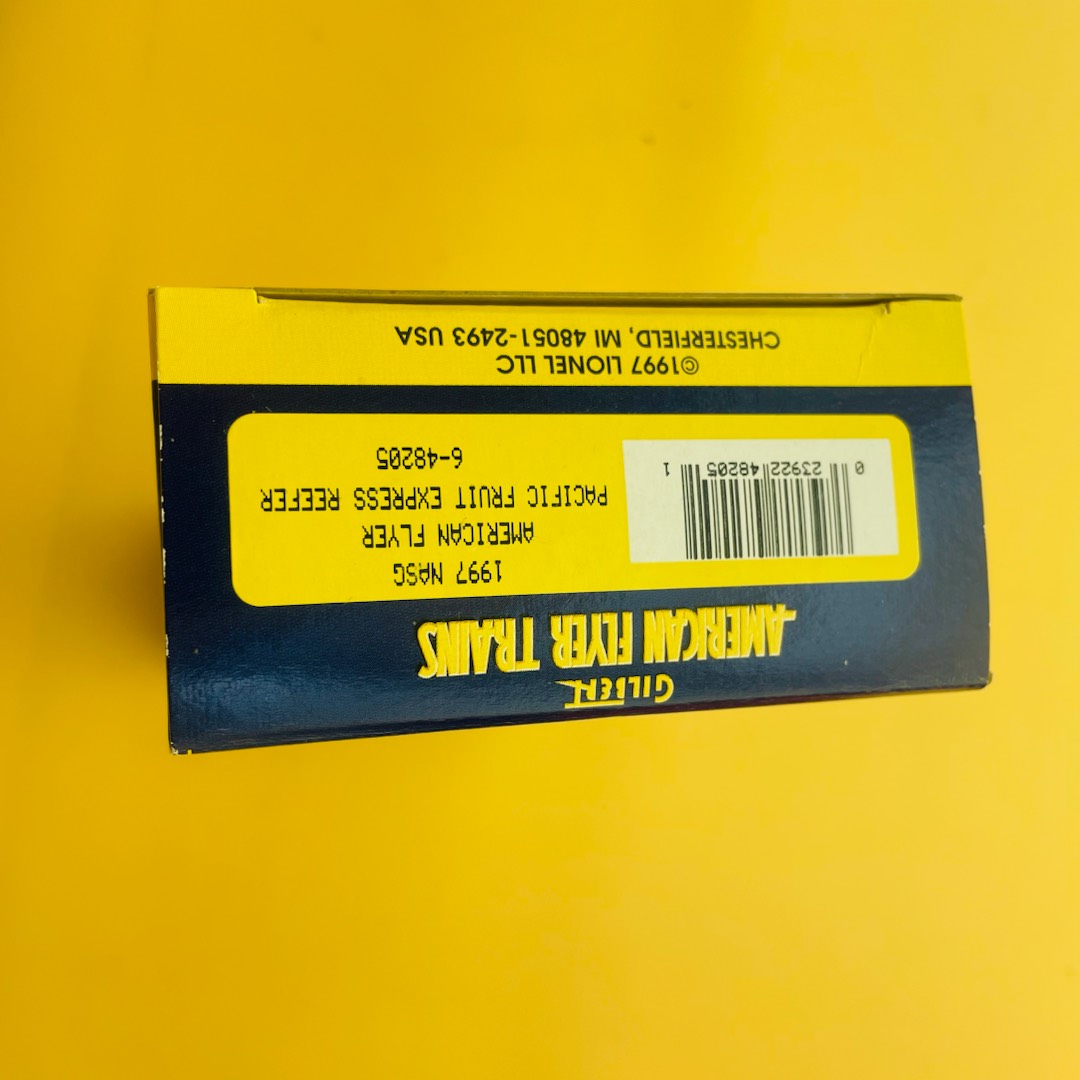 GILBERT
AMERICAN FLYER TRAINS
1997 NASG
AMERICAN FLYER
PACIFIC FRUIT EXPRESS REEFER
6-48205
0 23922 48205 1
©1997 LIONEL LLC
CHESTERFIELD, MI 48051-2493 USA